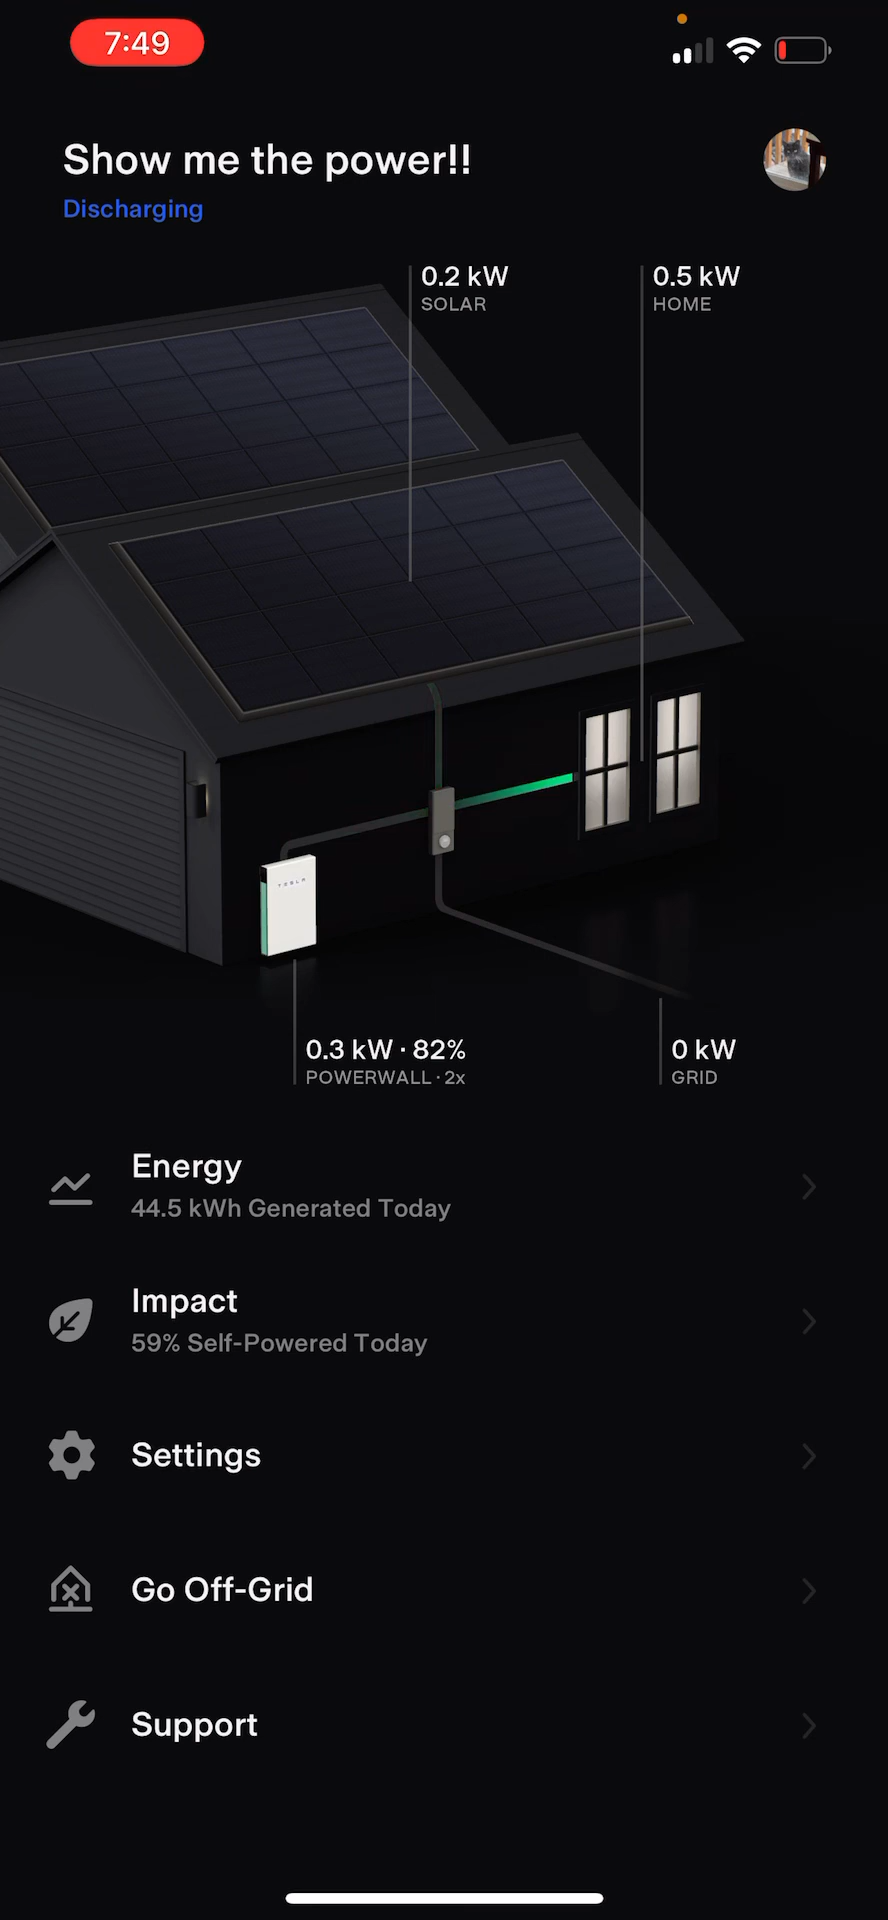 7:49
Show me the power!!
Discharging
0.2 kW
SOLAR
0.5 kW
HOME
TESLA
0.3 kW · 82%
POWERWALL · 2x
0 kW
GRID
Energy
44.5 kWh Generated Today
Impact
59% Self-Powered Today
Settings
Go Off-Grid
Support